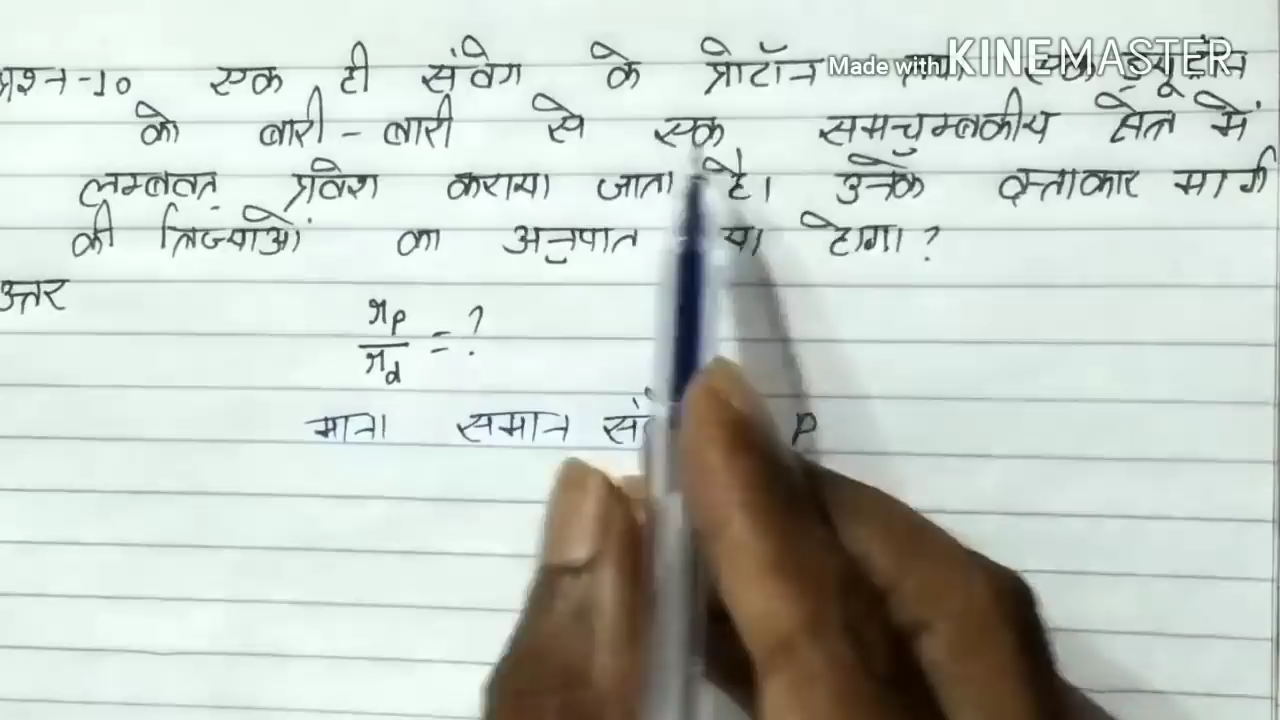 प्रश्न-10 एक ही संवेग के प्रोटॉन एक ड्यूट्रॉन
Made with KINEMASTER
को बारी-बारी से एक समचुम्बकीय क्षेत्र में
लम्बवत् प्रवेश कराया जाता है। उनके वृत्ताकार मार्ग
की त्रिज्याओं का अनुपात होगा?
उत्तर
rp
rd = ?
माना समान P